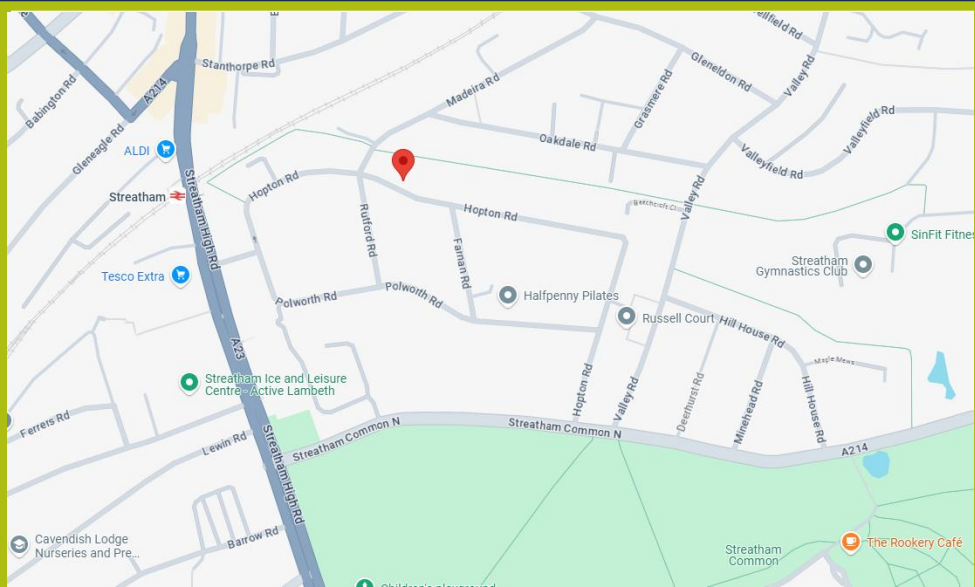 Stanthorpe Rd
Babington Rd
A214
Gleneagle Rd
ALDI
Streatham
Streatham High Rd
Tesco Extra
A23
Hopton Rd
Madeira Rd
Rutford Rd
Hopton Rd
Farnan Rd
Polworth Rd
Polworth Rd
Halfpenny Pilates
Oakdale Rd
Grasmere Rd
Gleneldon Rd
Valley Rd
Valleyfield Rd
Valleyfield Rd
Valley Rd
SinFit Fitne
Streatham
Gymnastics Club
Russell Court
Hill House Rd
Maple Mews
Hill House Rd
Hopton Rd
Valley Rd
Deerhurst Rd
Minehead Rd
Streatham Ice and Leisure
Centre - Active Lambeth
Ferrers Rd
Lewin Rd
Streatham Common N
Streatham Common N
A214
Streatham High Rd
Barrow Rd
Cavendish Lodge
Nurseries and Pre...
Streatham
Common
The Rookery Café
Children's playground